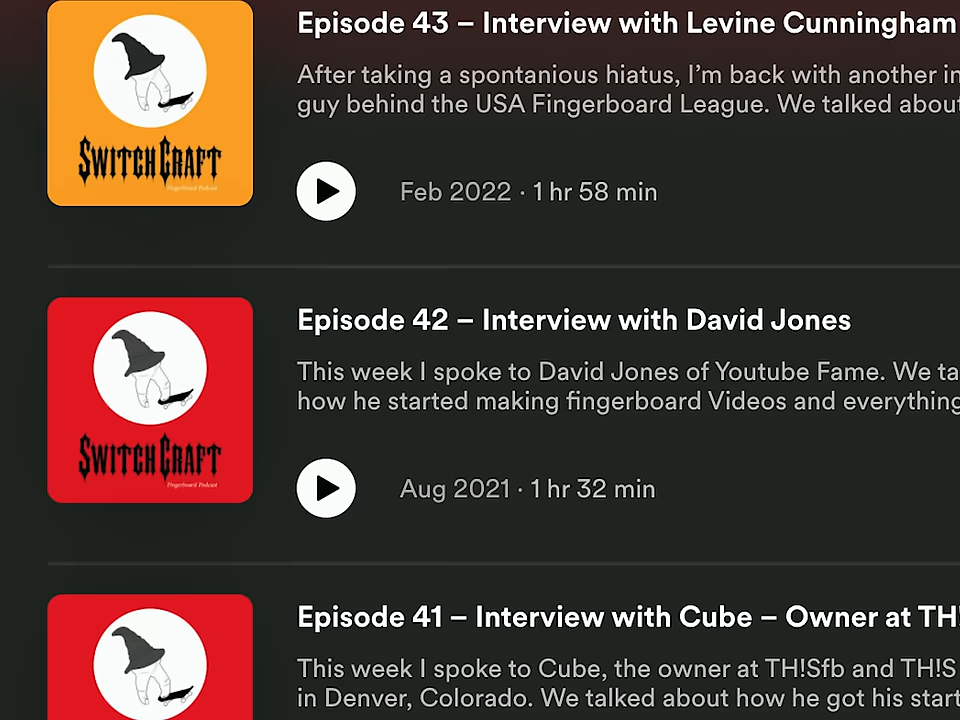 Episode 43 – Interview with Levine Cunningham
After taking a spontanious hiatus, I'm back with another in
guy behind the USA Fingerboard League. We talked about
SWITCHCRAFT
Fingerboard Podcast
Feb 2022 · 1 hr 58 min
Episode 42 – Interview with David Jones
This week I spoke to David Jones of Youtube Fame. We ta
how he started making fingerboard Videos and everything
SWITCHCRAFT
Fingerboard Podcast
Aug 2021 · 1 hr 32 min
Episode 41 – Interview with Cube – Owner at TH!
This week I spoke to Cube, the owner at TH!Sfb and TH!S
in Denver, Colorado. We talked about how he got his start